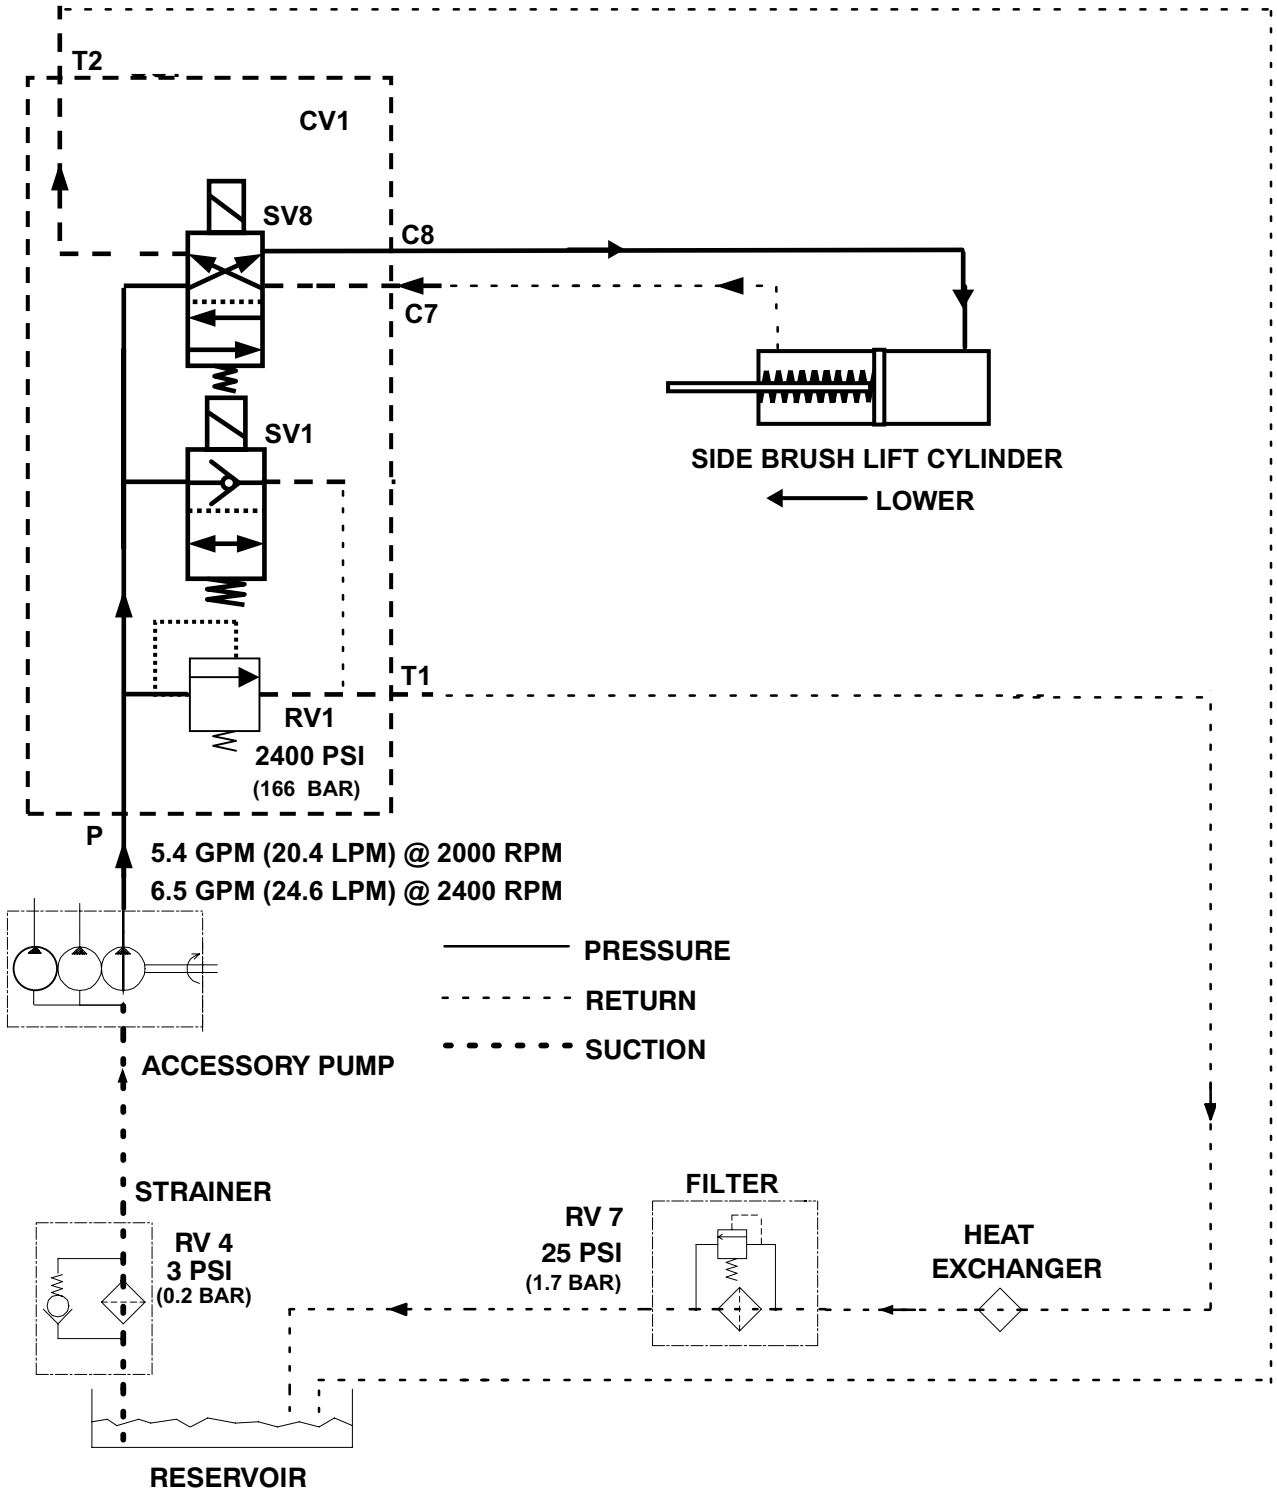 T2
CV1
SV8
C8
C7
SV1
SIDE BRUSH LIFT CYLINDER
LOWER
T1
RV1
2400 PSI
(166 BAR)
P
5.4 GPM (20.4 LPM) @ 2000 RPM
6.5 GPM (24.6 LPM) @ 2400 RPM
PRESSURE
RETURN
SUCTION
ACCESSORY PUMP
STRAINER
RV 4
3 PSI
(0.2 BAR)
FILTER
RV 7
25 PSI
(1.7 BAR)
HEAT
EXCHANGER
RESERVOIR